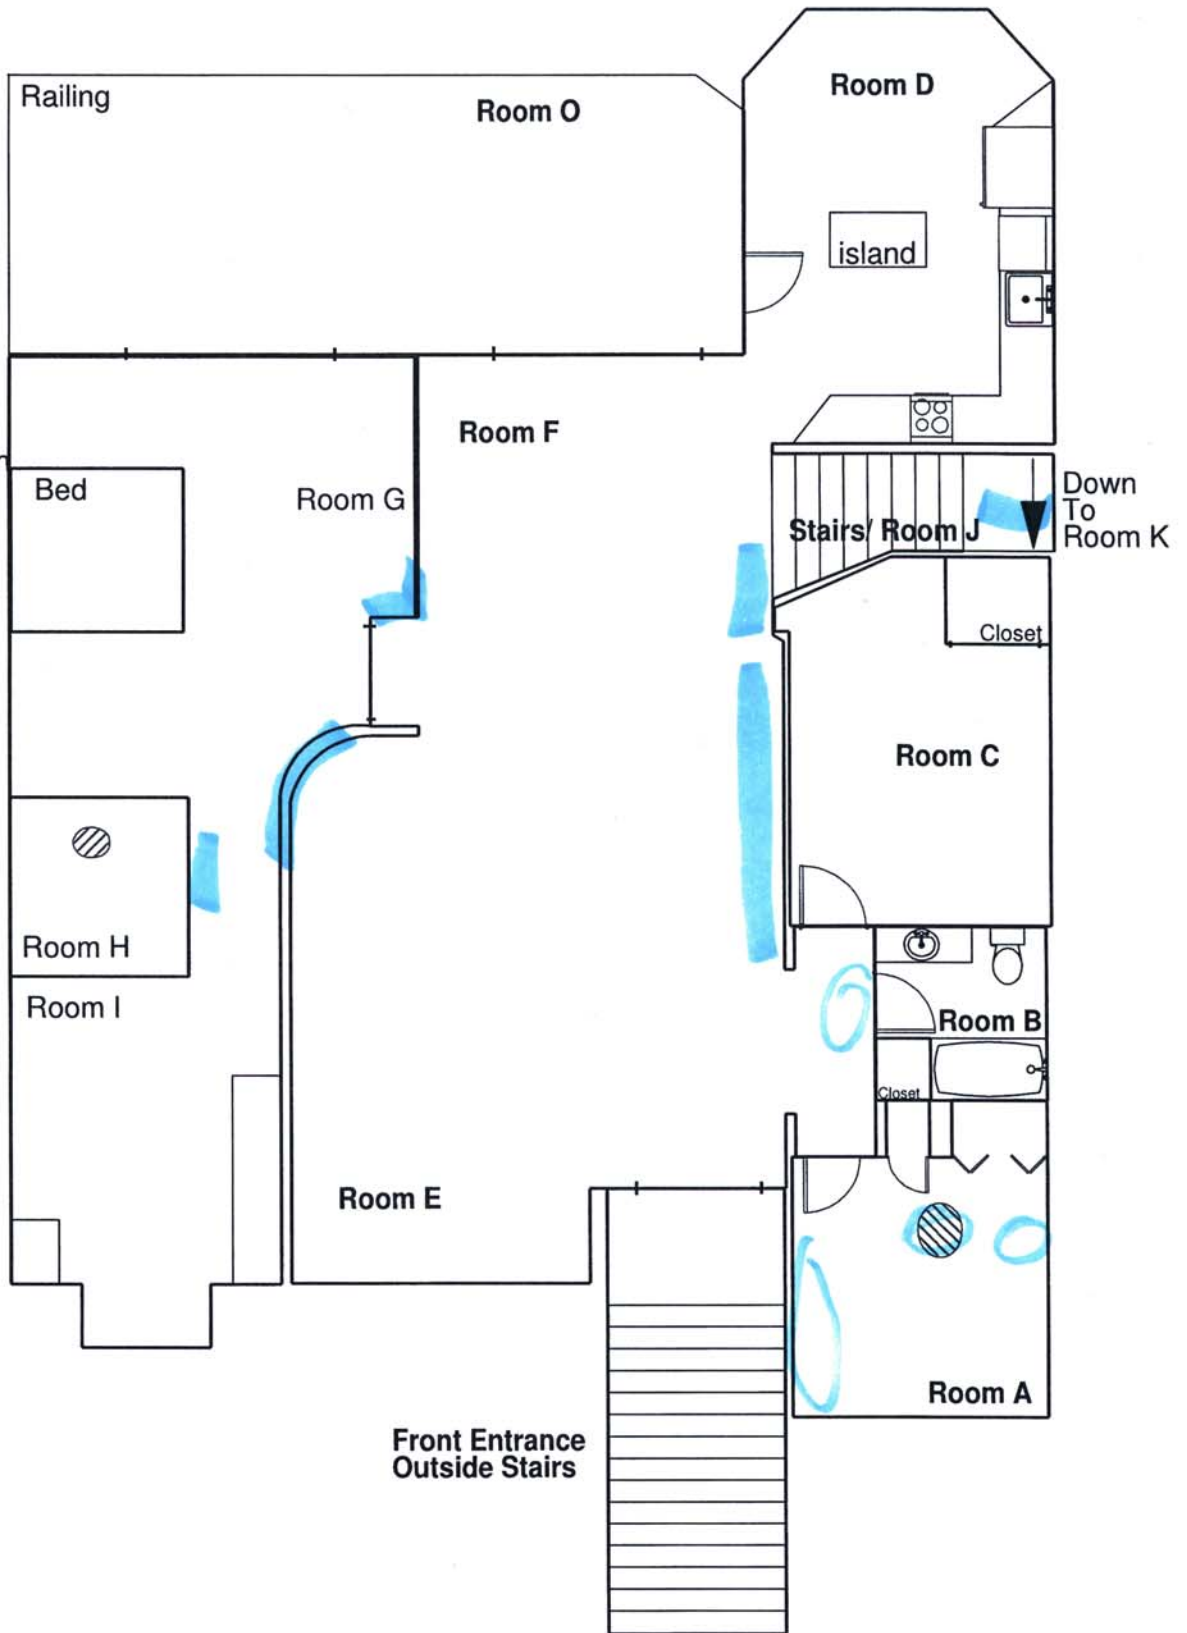 Room D
Railing
Room O
island
Room F
Bed
Room G
Down
To
Room K
Stairs/ Room J
Closet
Room C
Room H
Room I
Room B
Closet
Room E
Room A
Front Entrance
Outside Stairs